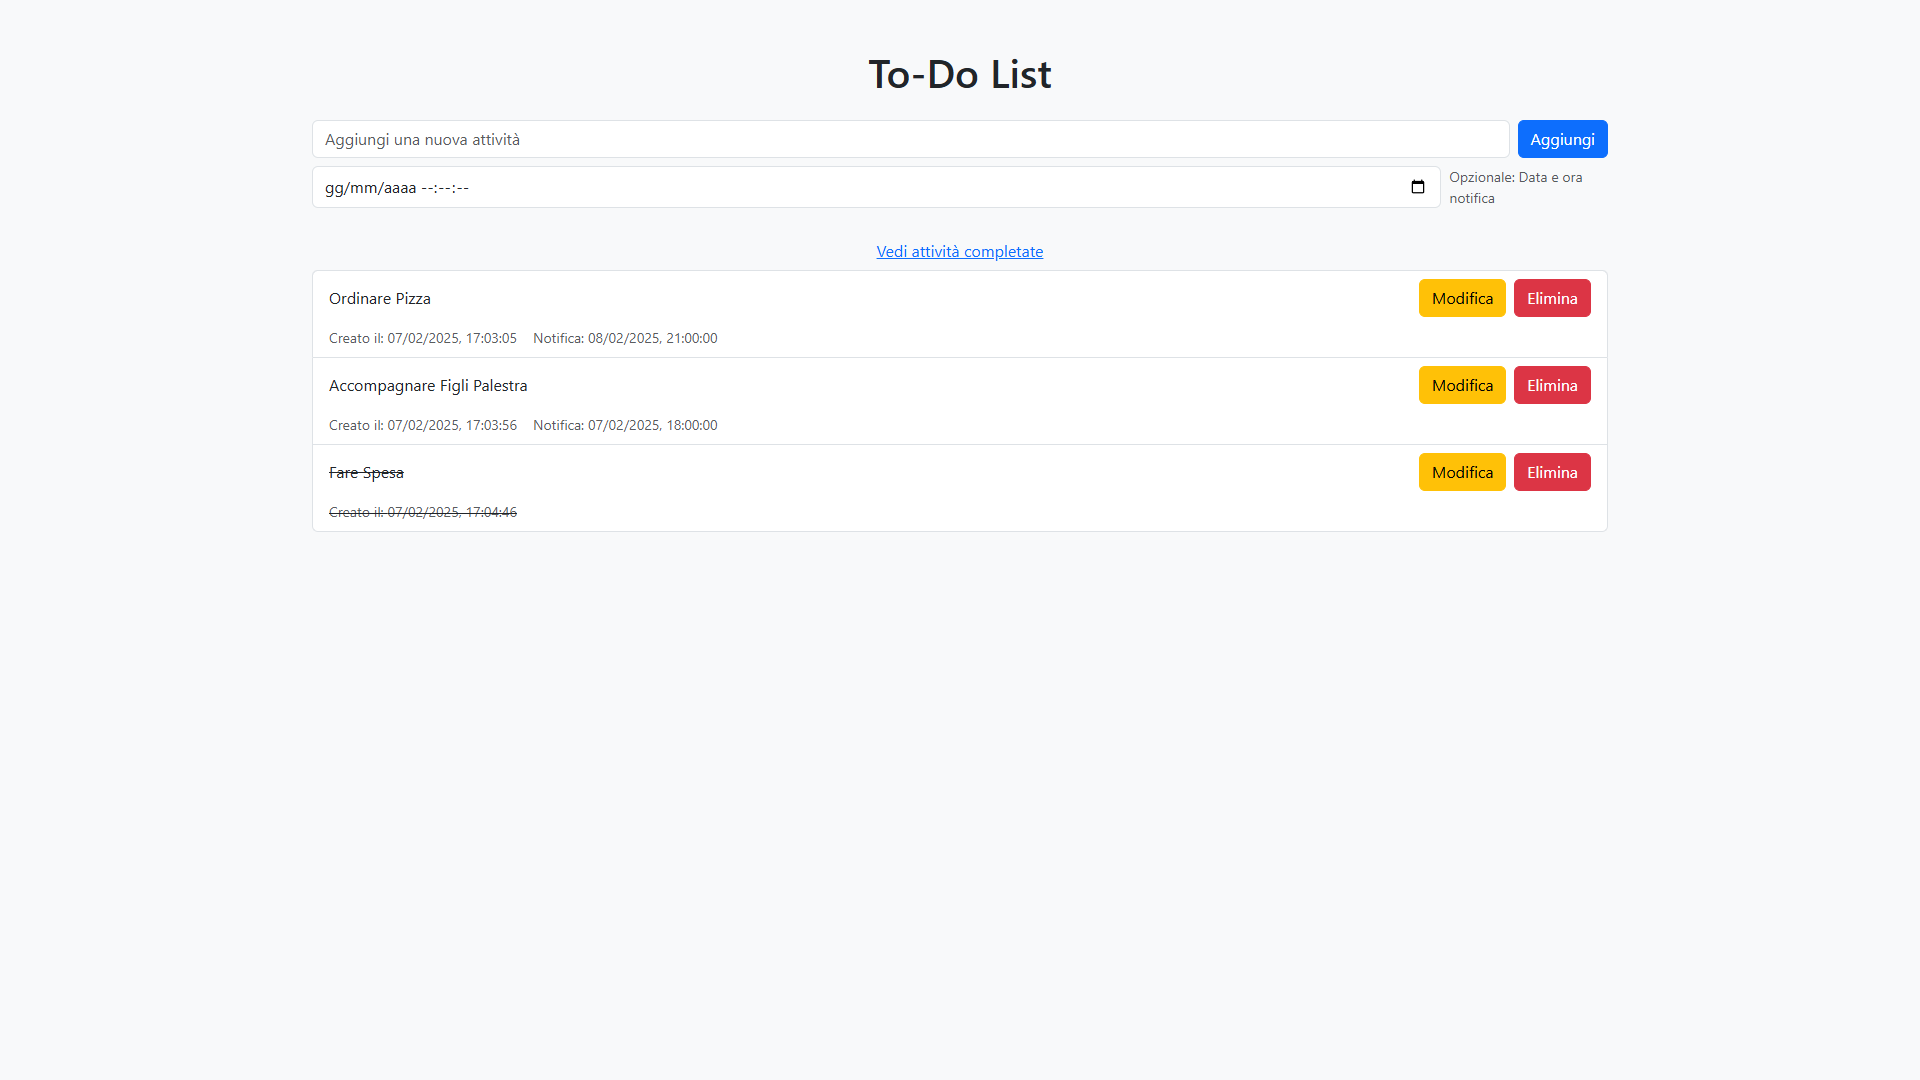 To-Do List
Aggiungi una nuova attività
Aggiungi
gg/mm/aaaa --:--:--
Opzionale: Data e ora
notifica
Vedi attività completate
Ordinare Pizza
Modifica
Elimina
Creato il: 07/02/2025, 17:03:05 Notifica: 08/02/2025, 21:00:00
Accompagnare Figli Palestra
Modifica
Elimina
Creato il: 07/02/2025, 17:03:56 Notifica: 07/02/2025, 18:00:00
Fare Spesa
Modifica
Elimina
Creato il: 07/02/2025, 17:04:46